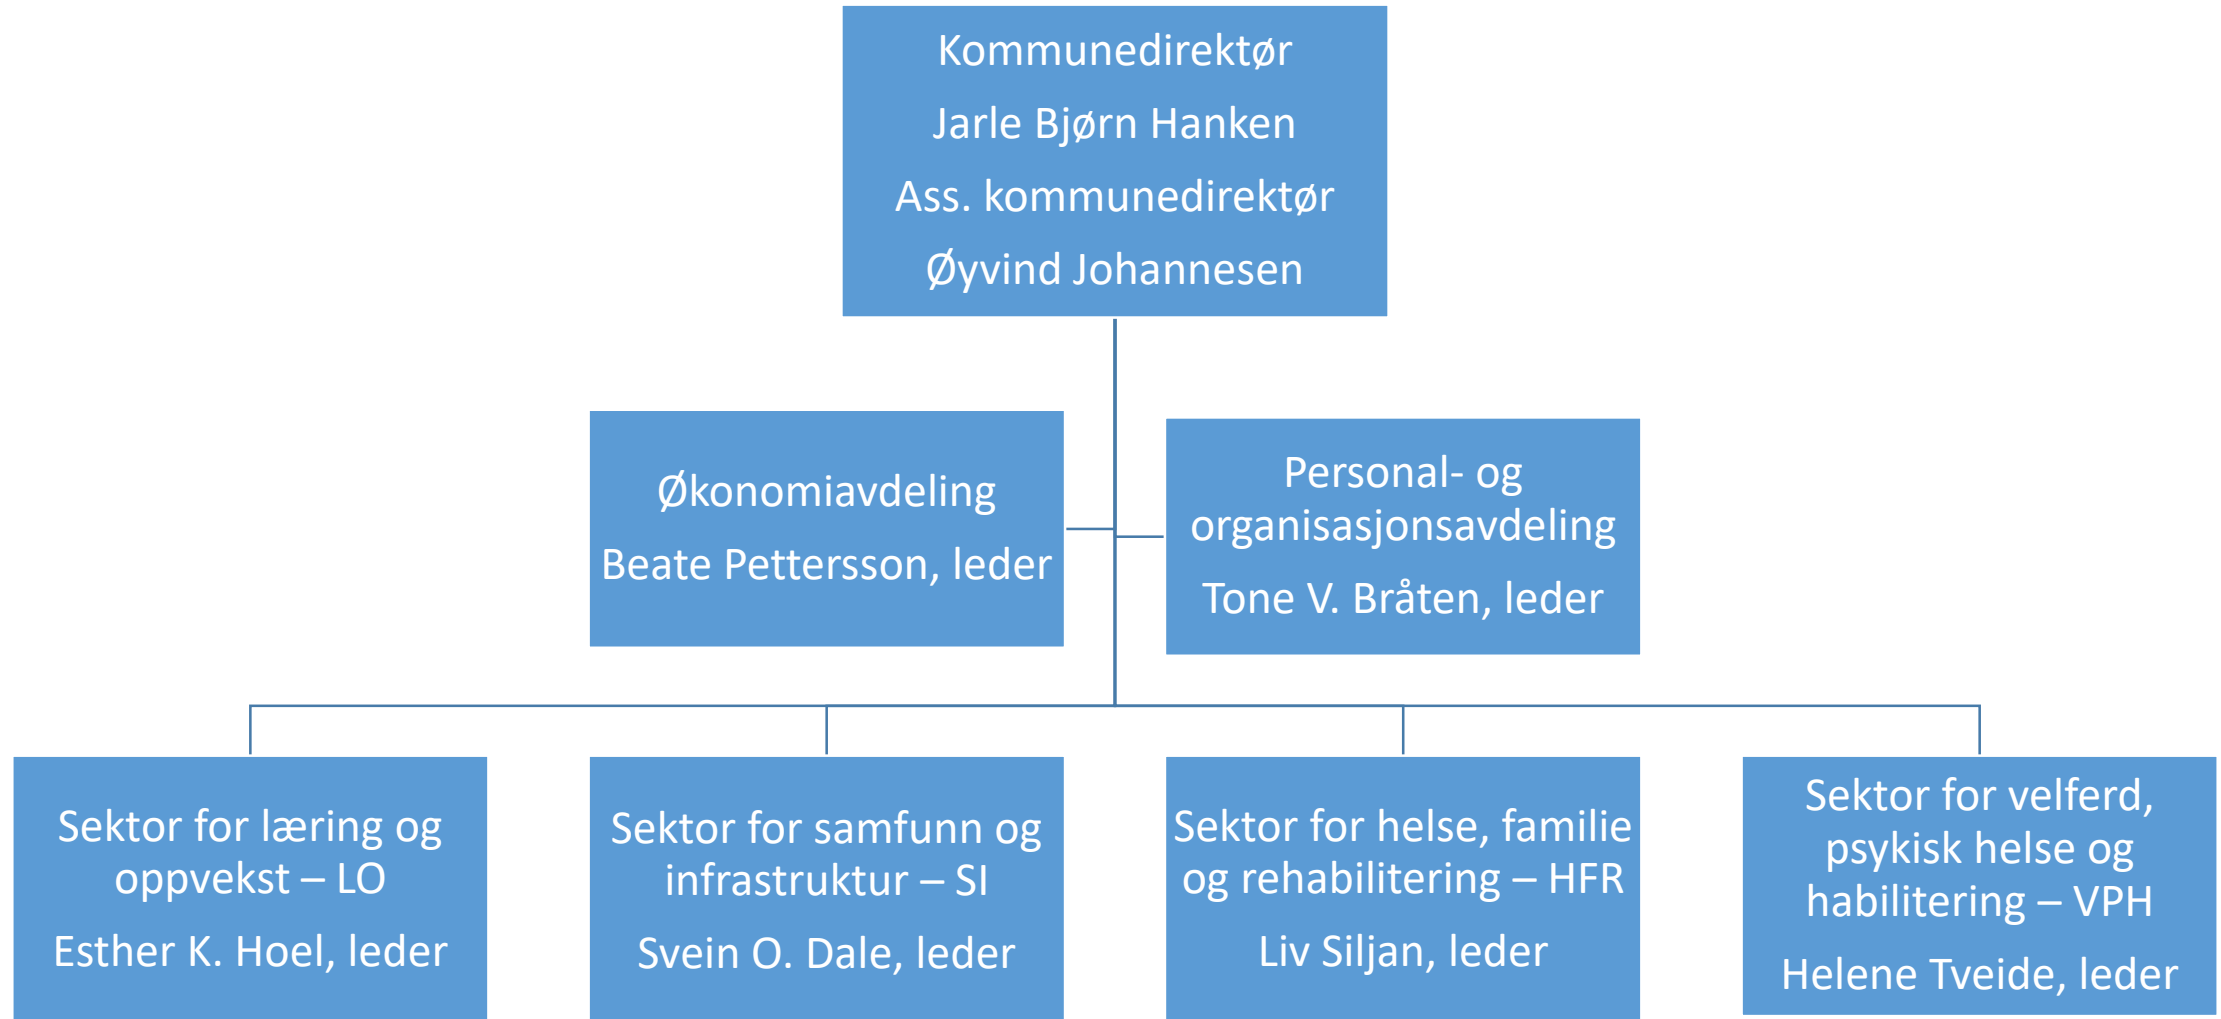 Kommunedirektør
Jarle Bjørn Hanken
Ass. kommunedirektør
Øyvind Johannesen
Økonomiavdeling
Beate Pettersson, leder
Personal- og
organisasjonsavdeling
Tone V. Bråten, leder
Sektor for læring og
oppvekst – LO
Esther K. Hoel, leder
Sektor for samfunn og
infrastruktur – SI
Svein O. Dale, leder
Sektor for helse, familie
og rehabilitering – HFR
Liv Siljan, leder
Sektor for velferd,
psykisk helse og
habilitering – VPH
Helene Tveide, leder